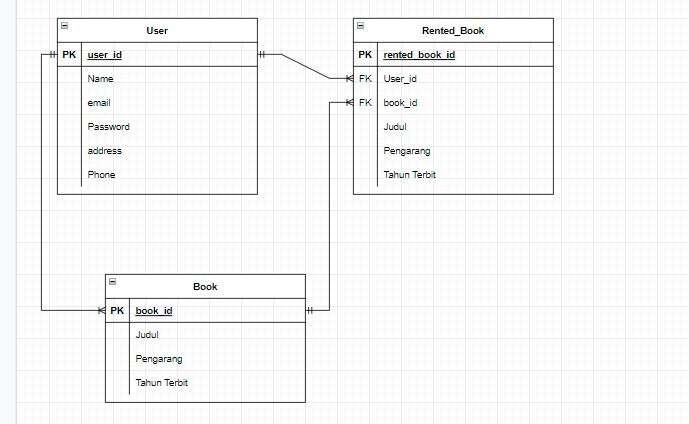 User
PK user_id
Name
email
Password
address
Phone
Rented_Book
PK rented_book_id
FK User_id
FK book_id
Judul
Pengarang
Tahun Terbit
Book
PK book_id
Judul
Pengarang
Tahun Terbit